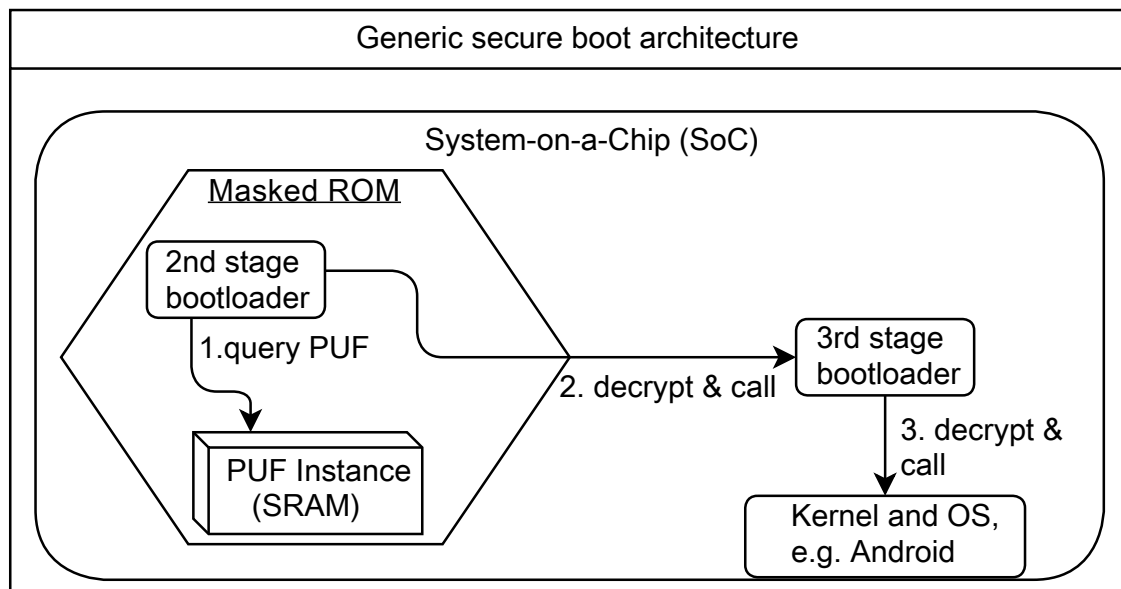 Generic secure boot architecture
System-on-a-Chip (SoC)
Masked ROM
2nd stage
bootloader
1.query PUF
PUF Instance
(SRAM)
2. decrypt & call
3rd stage
bootloader
3. decrypt &
call
Kernel and OS,
e.g. Android